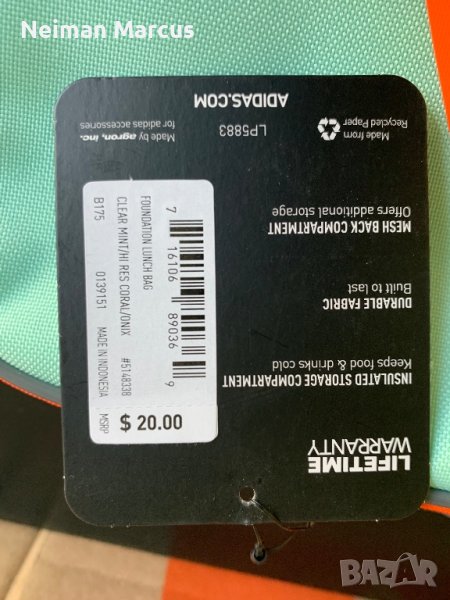 Neiman Marcus
LIFETIME
WARRANTY
INSULATED STORAGE COMPARTMENT
Keeps food & drinks cold
DURABLE FABRIC
Built to last
MESH BACK COMPARTMENT
Offers additional storage
Made from
Recycled Paper
LP5883
ADIDAS.COM
Made by agron, inc.
for adidas accessories
7 16106 89036 9
FOUNDATION LUNCH BAG
CLEAR MINT/HI RES CORAL/ONIX #5148338
B175 0139151 MADE IN INDONESIA MSRP
$ 20.00
BAZAR